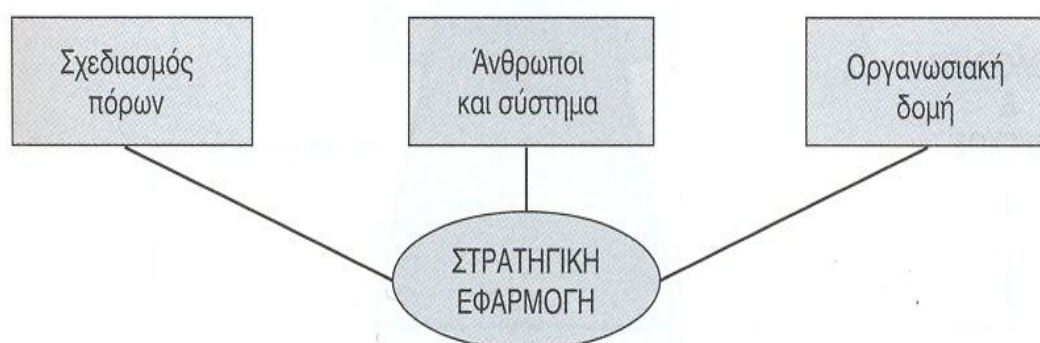 Σχεδιασμός
πόρων
Άνθρωποι
και σύστημα
Οργανωσιακή
δομή
ΣΤΡΑΤΗΓΙΚΗ
ΕΦΑΡΜΟΓΗ